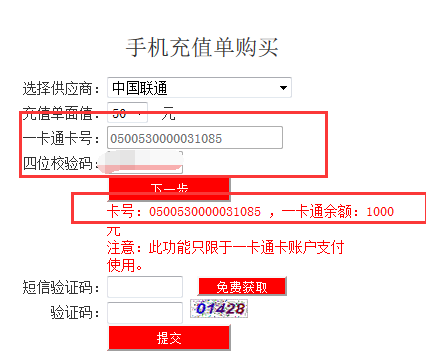 手机充值单购买
选择供应商： 中国联通
充值单面值： 50 元
一卡通卡号： 0500530000031085
四位校验码：
下一步
卡号：0500530000031085 ，一卡通余额：1000
元
注意：此功能只限于一卡通卡账户支付
使用。
短信验证码： 免费获取
验证码： 01428
提交